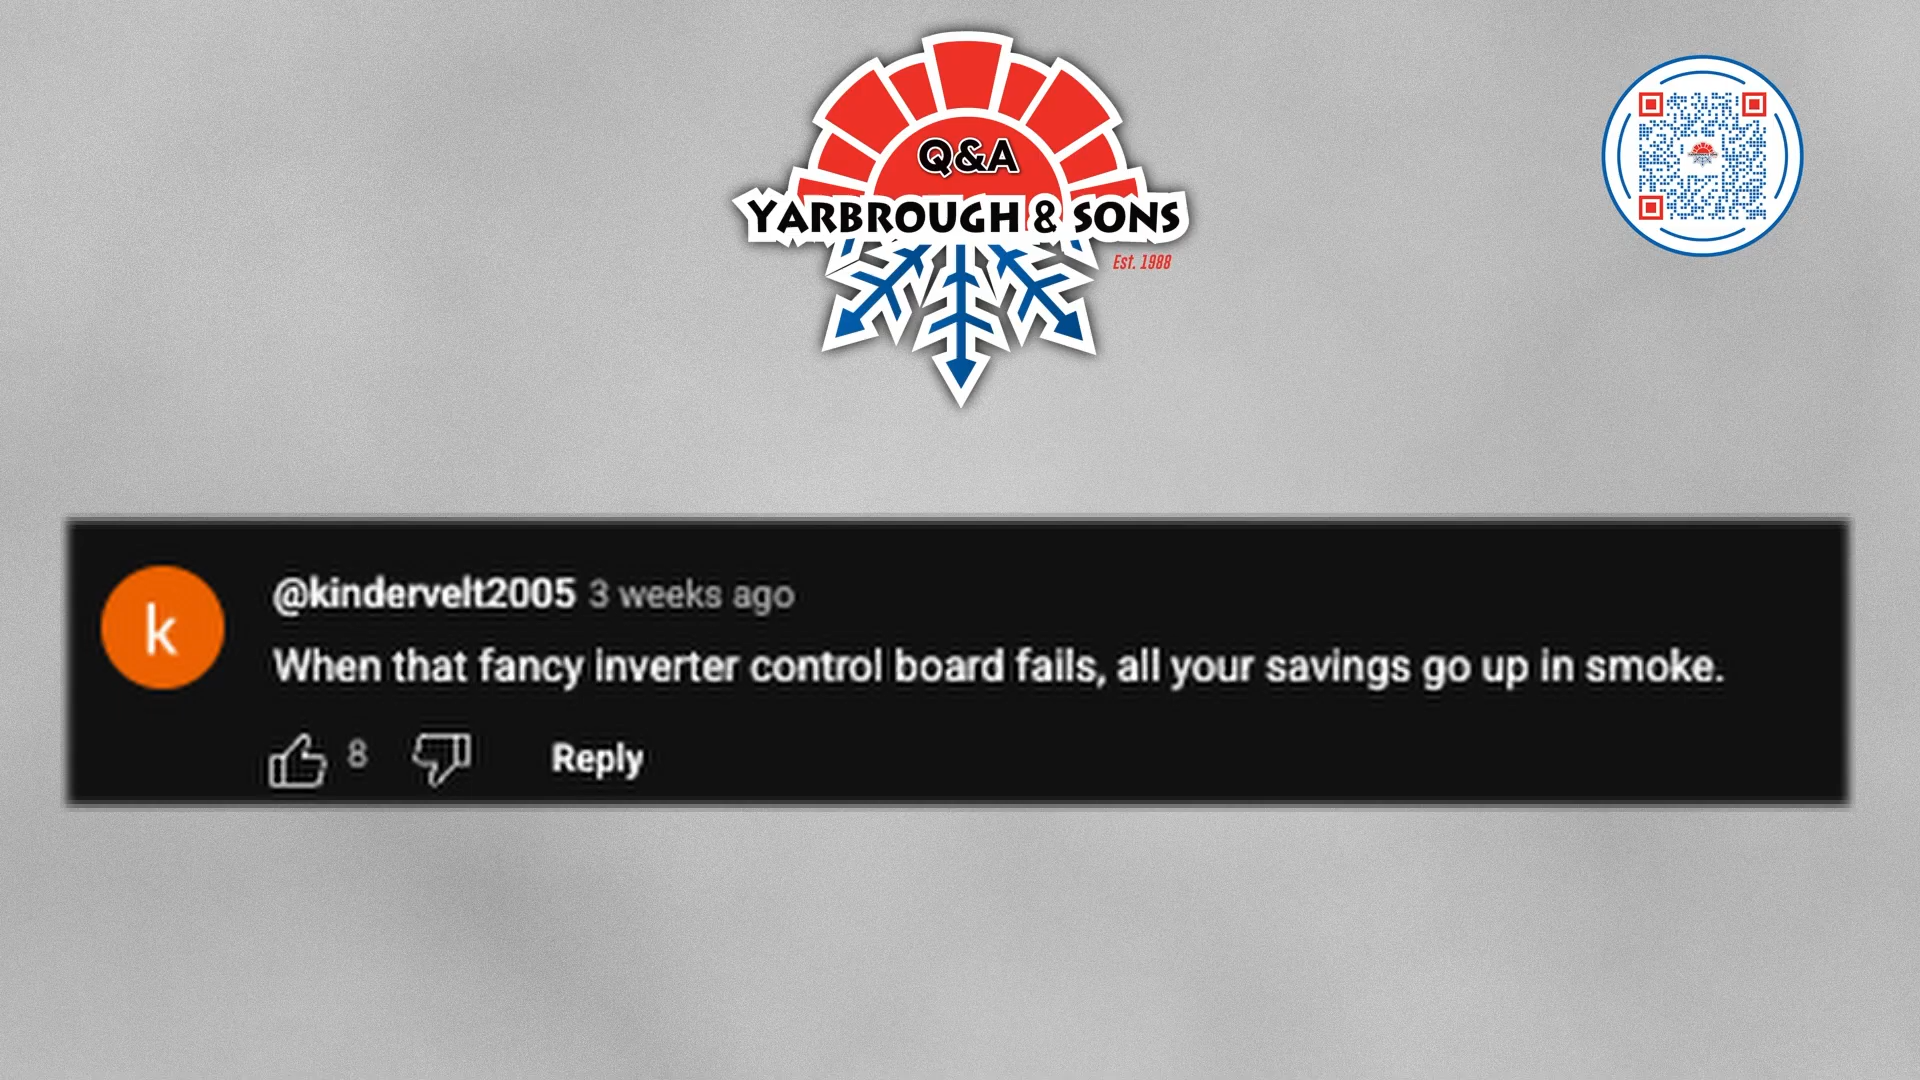 Q&A
YARBROUGH & SONS
Est. 1988
k
@kindervelt2005 3 weeks ago
When that fancy inverter control board fails, all your savings go up in smoke.
8 Reply